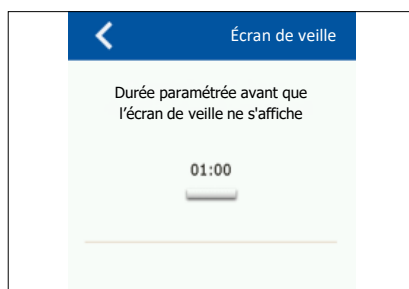 Écran de veille
Durée paramétrée avant que
l'écran de veille ne s'affiche
01:00